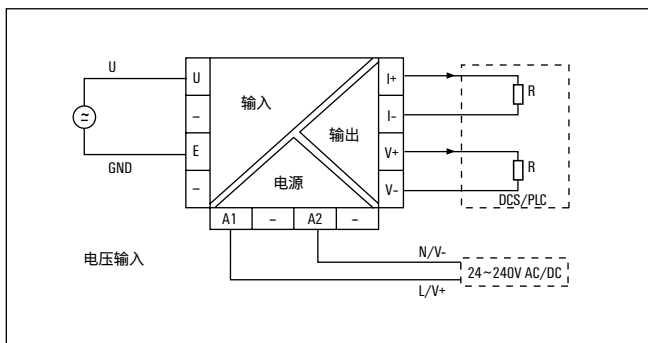 U
U
输入
I+
R
–
I-
输出
E
V+
GND
电源
R
–
V-
DCS/PLC
A1 – A2 –
电压输入
N/V-
24~240V AC/DC
L/V+